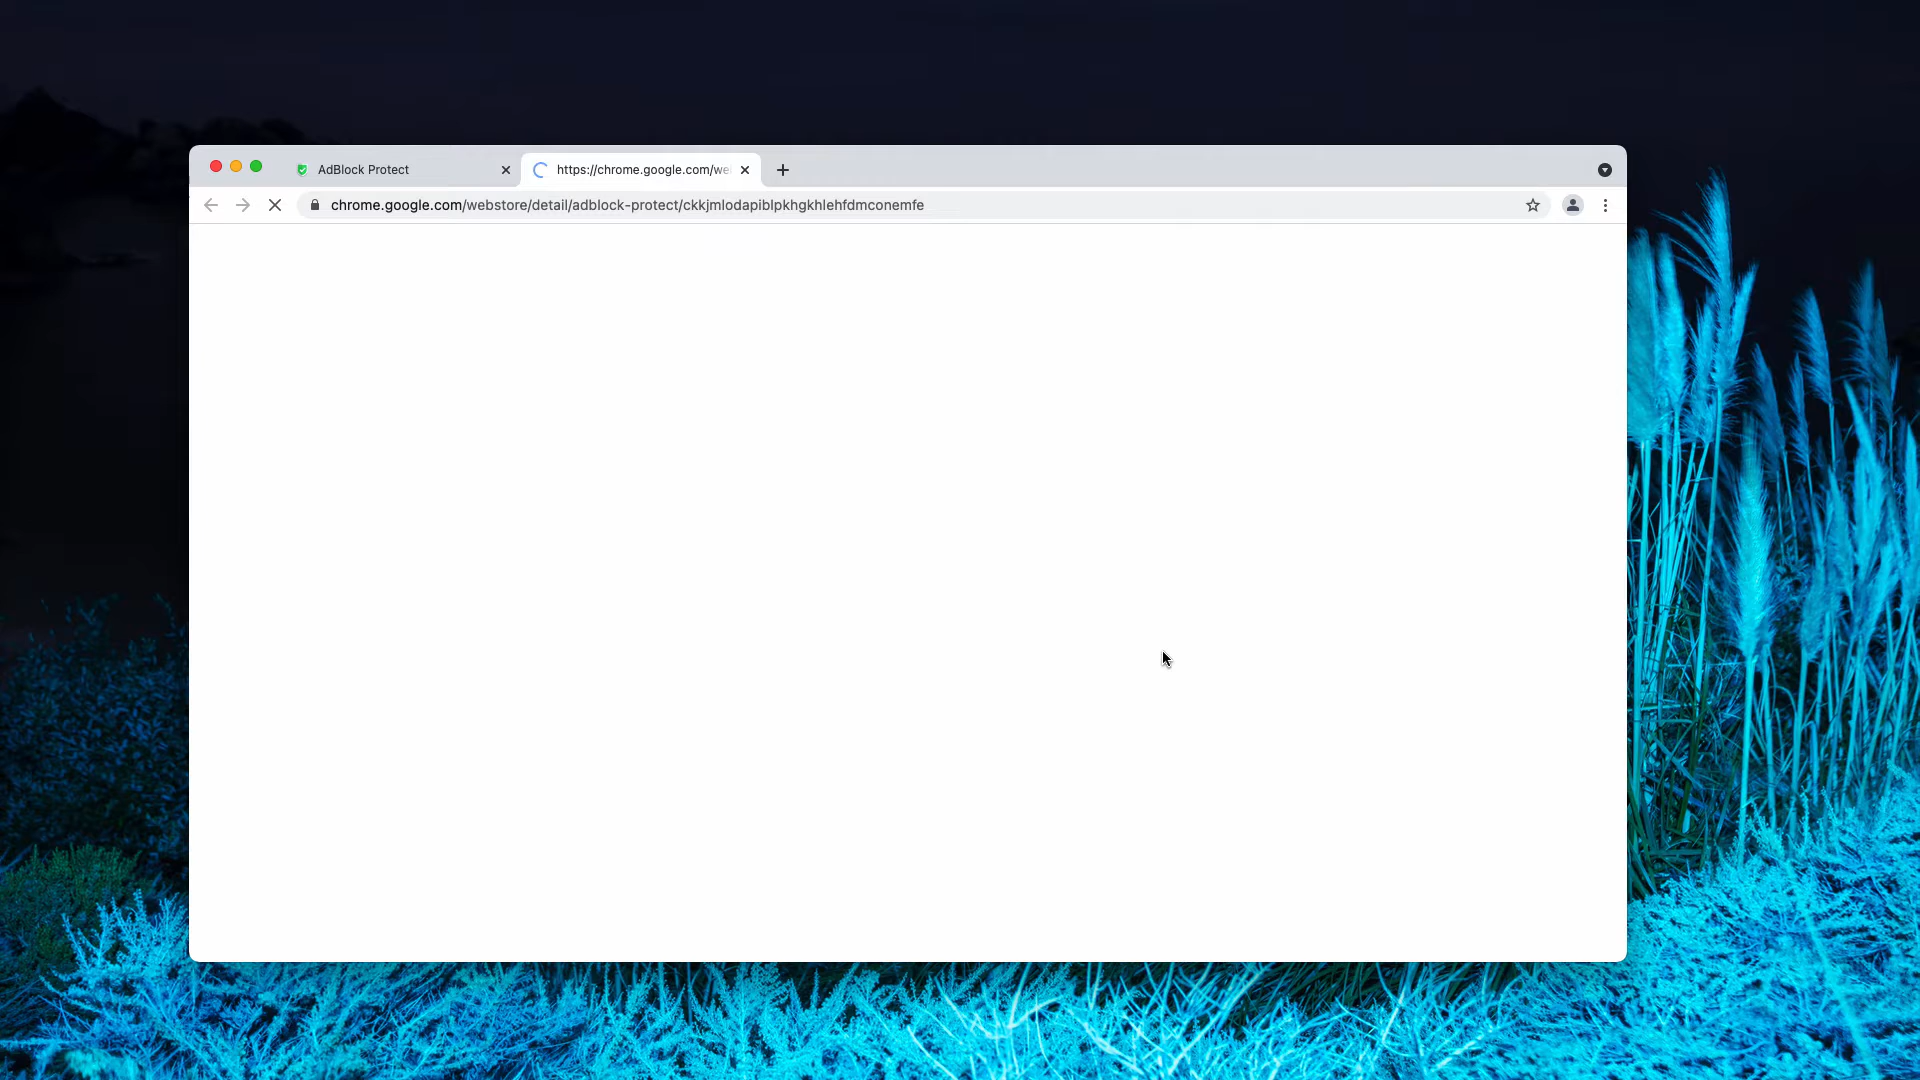 AdBlock Protect
https://chrome.google.com/we
chrome.google.com/webstore/detail/adblock-protect/ckkjmlodapiblpkhgkhlehfdmconemfe